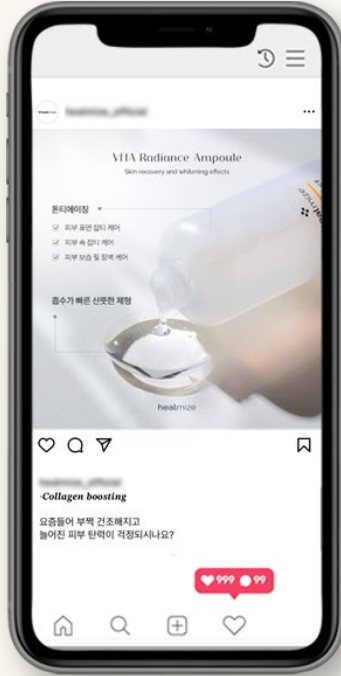 VITA Radiance Ampoule
Skin recovery and whitening effects
톤티에이징
피부 표면 잡티 케어
피부 속 잡티 케어
피부 보습 및 장벽 케어
흡수가 빠른 산뜻한 제형
healmize
·Collagen boosting
요즘들어 부쩍 건조해지고
늘어진 피부 탄력이 걱정되시나요?
999 99